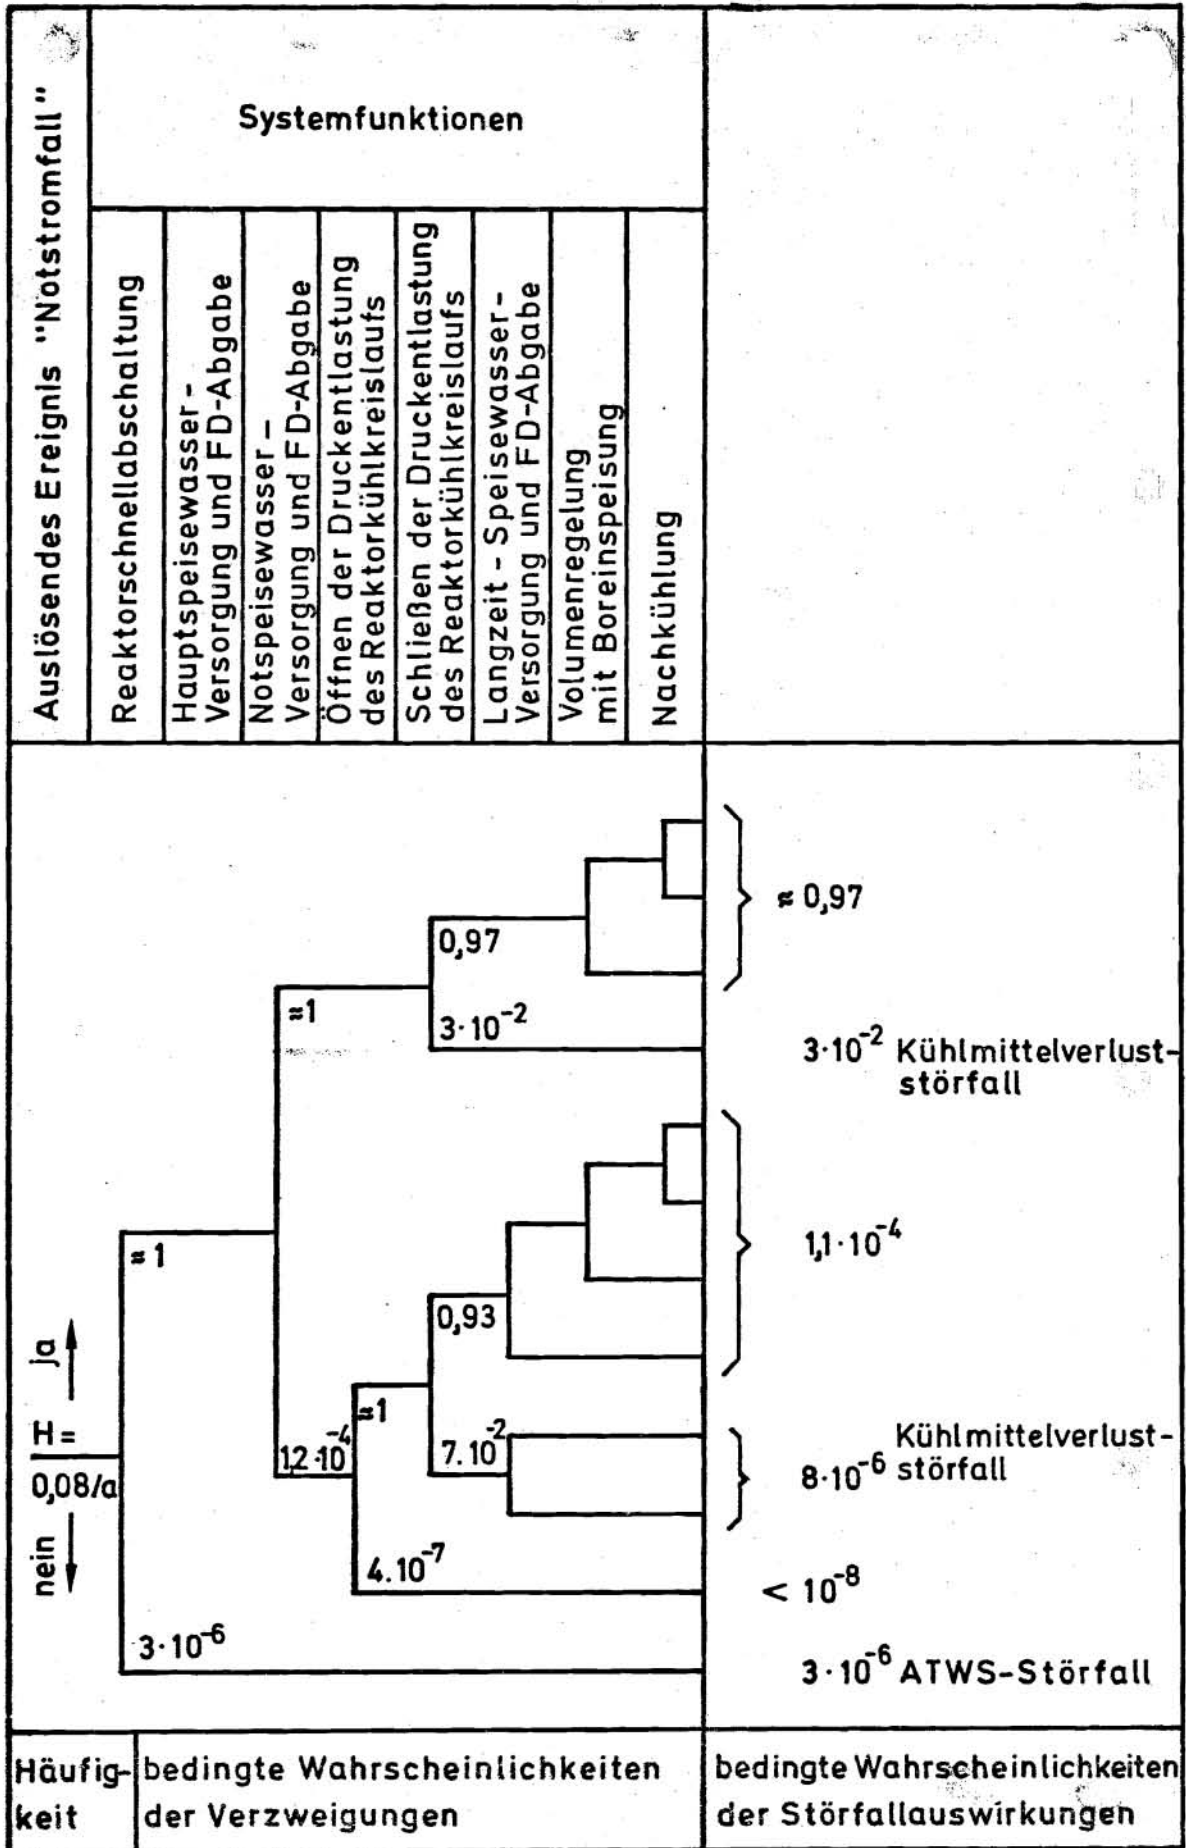 Auslösendes Ereignis "Notstromfall"
Systemfunktionen
Reaktorschnellabschaltung
Hauptspeisewasser-
Versorgung und FD-Abgabe
Notspeisewasser-
Versorgung und FD-Abgabe
Öffnen der Druckentlastung
des Reaktorkühlkreislaufs
Schließen der Druckentlastung
des Reaktorkühlkreislaufs
Langzeit-Speisewasser-
Versorgung und FD-Abgabe
Volumenregelung
mit Boreinspeisung
Nachkühlung
≈ 0,97
0,97
≈1
3·10⁻²
3·10⁻² Kühlmittelverlust-
störfall
≈ 1
1,1·10⁻⁴
0,93
ja
≈1
H =
0,08/a
1,2·10⁻⁴
7.10⁻²
Kühlmittelverlust-
8·10⁻⁶ störfall
nein
4.10⁻⁷
< 10⁻⁸
3·10⁻⁶
3·10⁻⁶ ATWS-Störfall
Häufig-
keit
bedingte Wahrscheinlichkeiten
der Verzweigungen
bedingte Wahrscheinlichkeiten
der Störfallauswirkungen